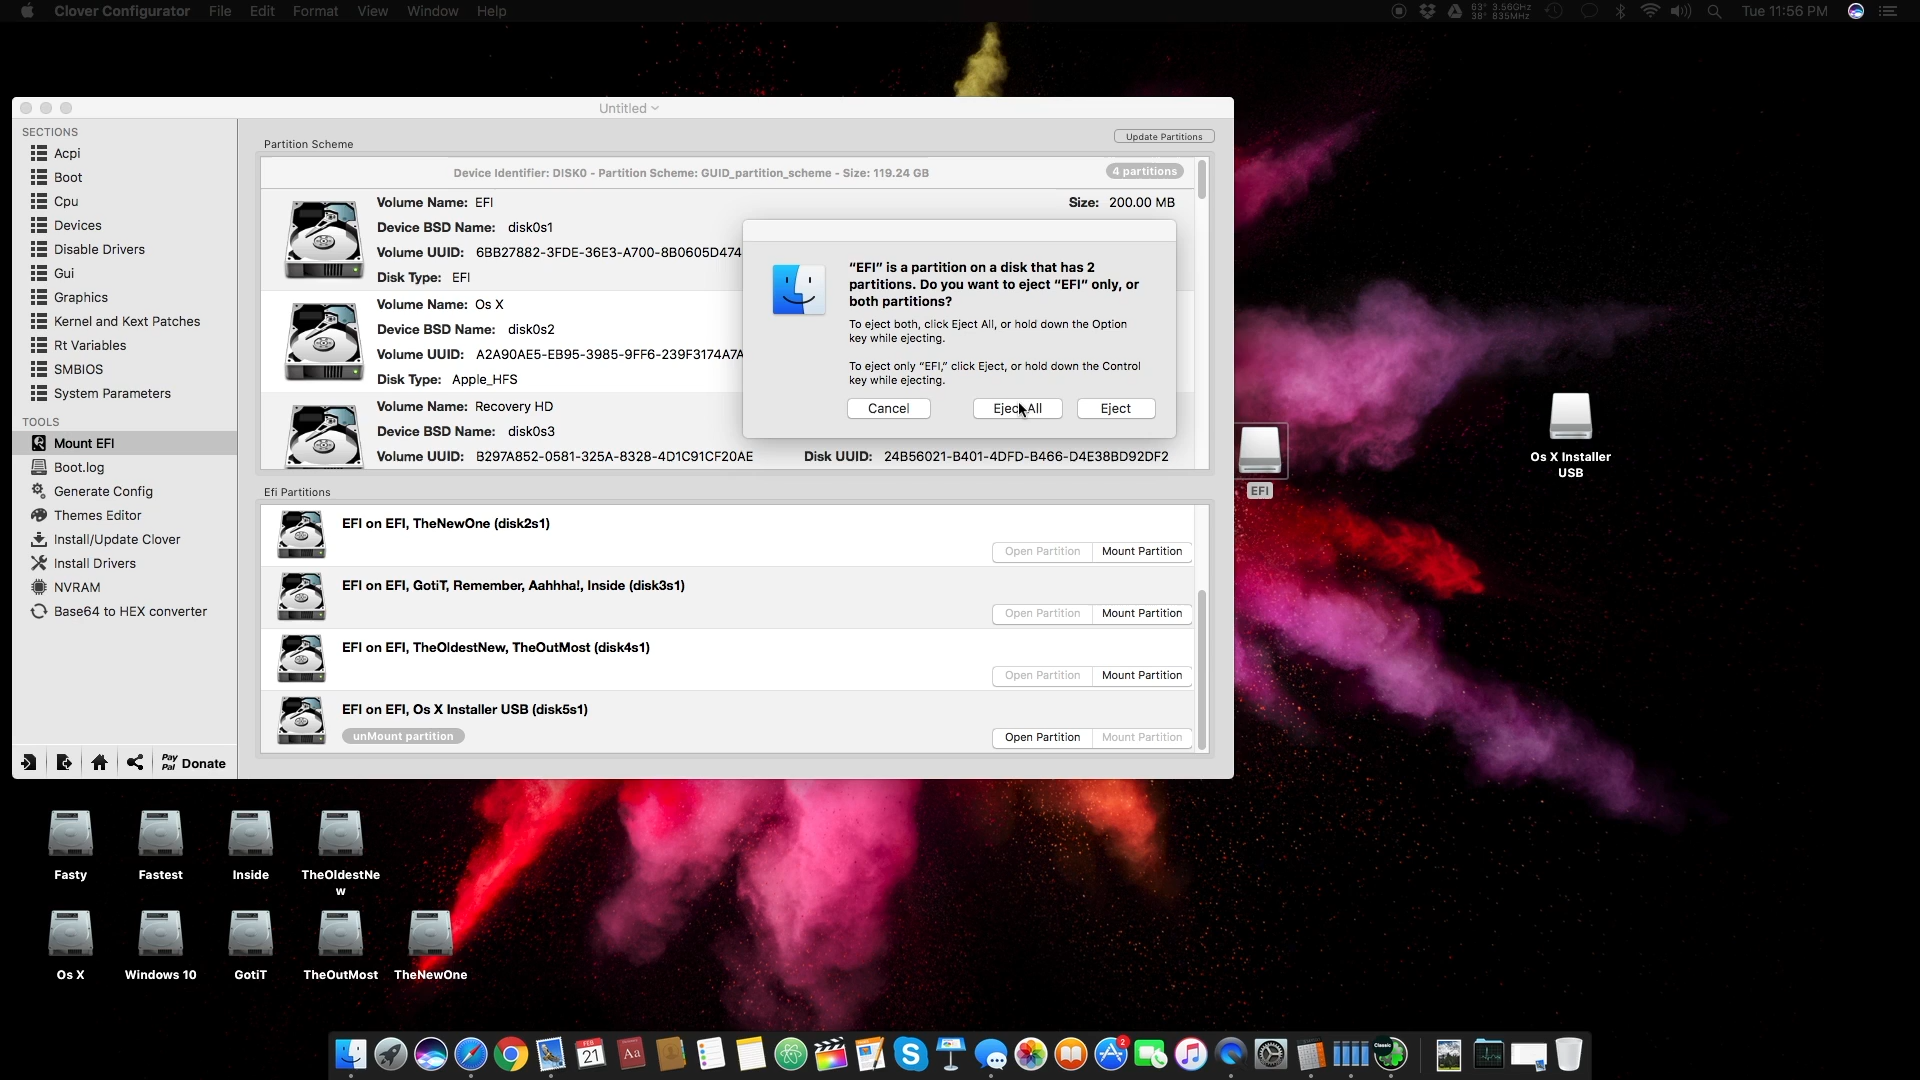 Clover Configurator File Edit Format View Window Help
63° 3.56GHz
38° 835MHz
Tue 11:56 PM
Untitled
SECTIONS
Acpi
Boot
Cpu
Devices
Disable Drivers
Gui
Graphics
Kernel and Kext Patches
Rt Variables
SMBIOS
System Parameters
TOOLS
Mount EFI
Boot.log
Generate Config
Themes Editor
Install/Update Clover
Install Drivers
NVRAM
Base64 to HEX converter
Pay
Pal
Donate
Partition Scheme
Update Partitions
Device Identifier: DISK0 - Partition Scheme: GUID_partition_scheme - Size: 119.24 GB
4 partitions
Volume Name: EFI
Size: 200.00 MB
Device BSD Name: disk0s1
Volume UUID: 6BB27882-3FDE-36E3-A700-8B0605D474
Disk Type: EFI
Volume Name: Os X
Device BSD Name: disk0s2
Volume UUID: A2A90AE5-EB95-3985-9FF6-239F3174A7A
Disk Type: Apple_HFS
Volume Name: Recovery HD
Device BSD Name: disk0s3
Volume UUID: B297A852-0581-325A-8328-4D1C91CF20AE
Disk UUID: 24B56021-B401-4DFD-B466-D4E38BD92DF2
“EFI” is a partition on a disk that has 2
partitions. Do you want to eject “EFI” only, or
both partitions?
To eject both, click Eject All, or hold down the Option
key while ejecting.
To eject only “EFI,” click Eject, or hold down the Control
key while ejecting.
Cancel
Eject All
Eject
Efi Partitions
EFI on EFI, TheNewOne (disk2s1)
Open Partition
Mount Partition
EFI on EFI, GotiT, Remember, Aahhha!, Inside (disk3s1)
Open Partition
Mount Partition
EFI on EFI, TheOldestNew, TheOutMost (disk4s1)
Open Partition
Mount Partition
EFI on EFI, Os X Installer USB (disk5s1)
unMount partition
Open Partition
Mount Partition
EFI
Os X Installer
USB
Fasty
Fastest
Inside
TheOldestNe
w
Os X
Windows 10
GotiT
TheOutMost
TheNewOne
FEB
21
Aa
2
Classic